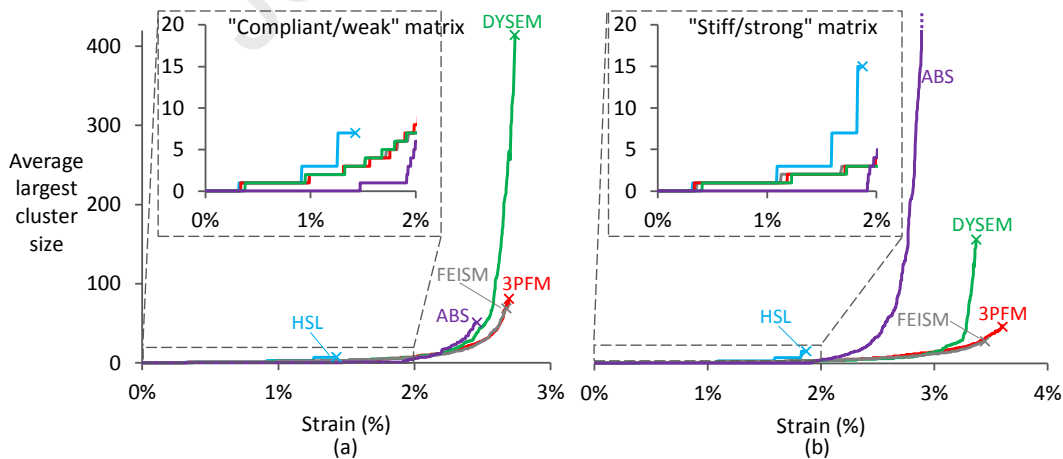 "Compliant/weak" matrix
DYSEM
20
15
10
5
0
0%
1%
2%
400
300
200
100
0
Average
largest
cluster
size
FEISM
3PFM
ABS
HSL
0%
1%
2%
3%
Strain (%)
(a)
"Stiff/strong" matrix
20
15
10
5
0
0%
1%
2%
ABS
DYSEM
3PFM
FEISM
HSL
0%
1%
2%
3%
4%
Strain (%)
(b)